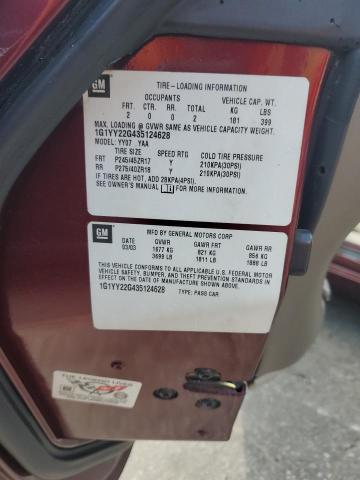 GM
TIRE-LOADING INFORMATION
OCCUPANTS VEHICLE CAP. WT.
FRT. CTR. RR. TOTAL KG LBS
2 0 0 2 181 399
MAX. LOADING @ GVWR SAME AS VEHICLE CAPACITY WEIGHT.
1G1YY22G435124628
MODEL: YY07 YAA
TIRE SIZE SPEED RTG COLD TIRE PRESSURE
FRT P245/45ZR17 Y 210KPA(30PSI)
RR P275/40ZR18 Y 210KPA(30PSI)
IF TIRES ARE HOT, ADD 28KPA(4PSI).
SEE OWNER'S MANUAL FOR MORE INFORMATION.
GM
MFD BY GENERAL MOTORS CORP
DATE GVWR GAWR FRT GAWR RR
03/03 1677 KG 821 KG 856 KG
3699 LB 1811 LB 1888 LB
THIS VEHICLE CONFORMS TO ALL APPLICABLE U.S. FEDERAL MOTOR
VEHICLE SAFETY, BUMPER, AND THEFT PREVENTION STANDARDS IN
EFFECT ON THE DATE OF MANUFACTURE SHOWN ABOVE.
1G1YY22G435124628 TYPE: PASS CAR
THE LEGEND LIVES